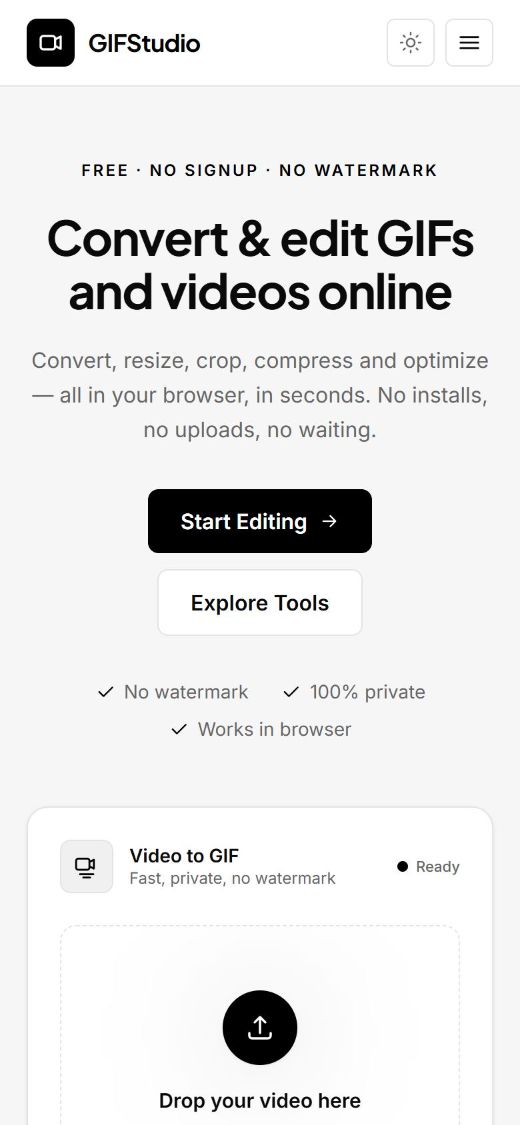 GIFStudio
FREE · NO SIGNUP · NO WATERMARK
Convert & edit GIFs
and videos online
Convert, resize, crop, compress and optimize
— all in your browser, in seconds. No installs,
no uploads, no waiting.
Start Editing →
Explore Tools
No watermark
100% private
Works in browser
Video to GIF
Fast, private, no watermark
Ready
Drop your video here